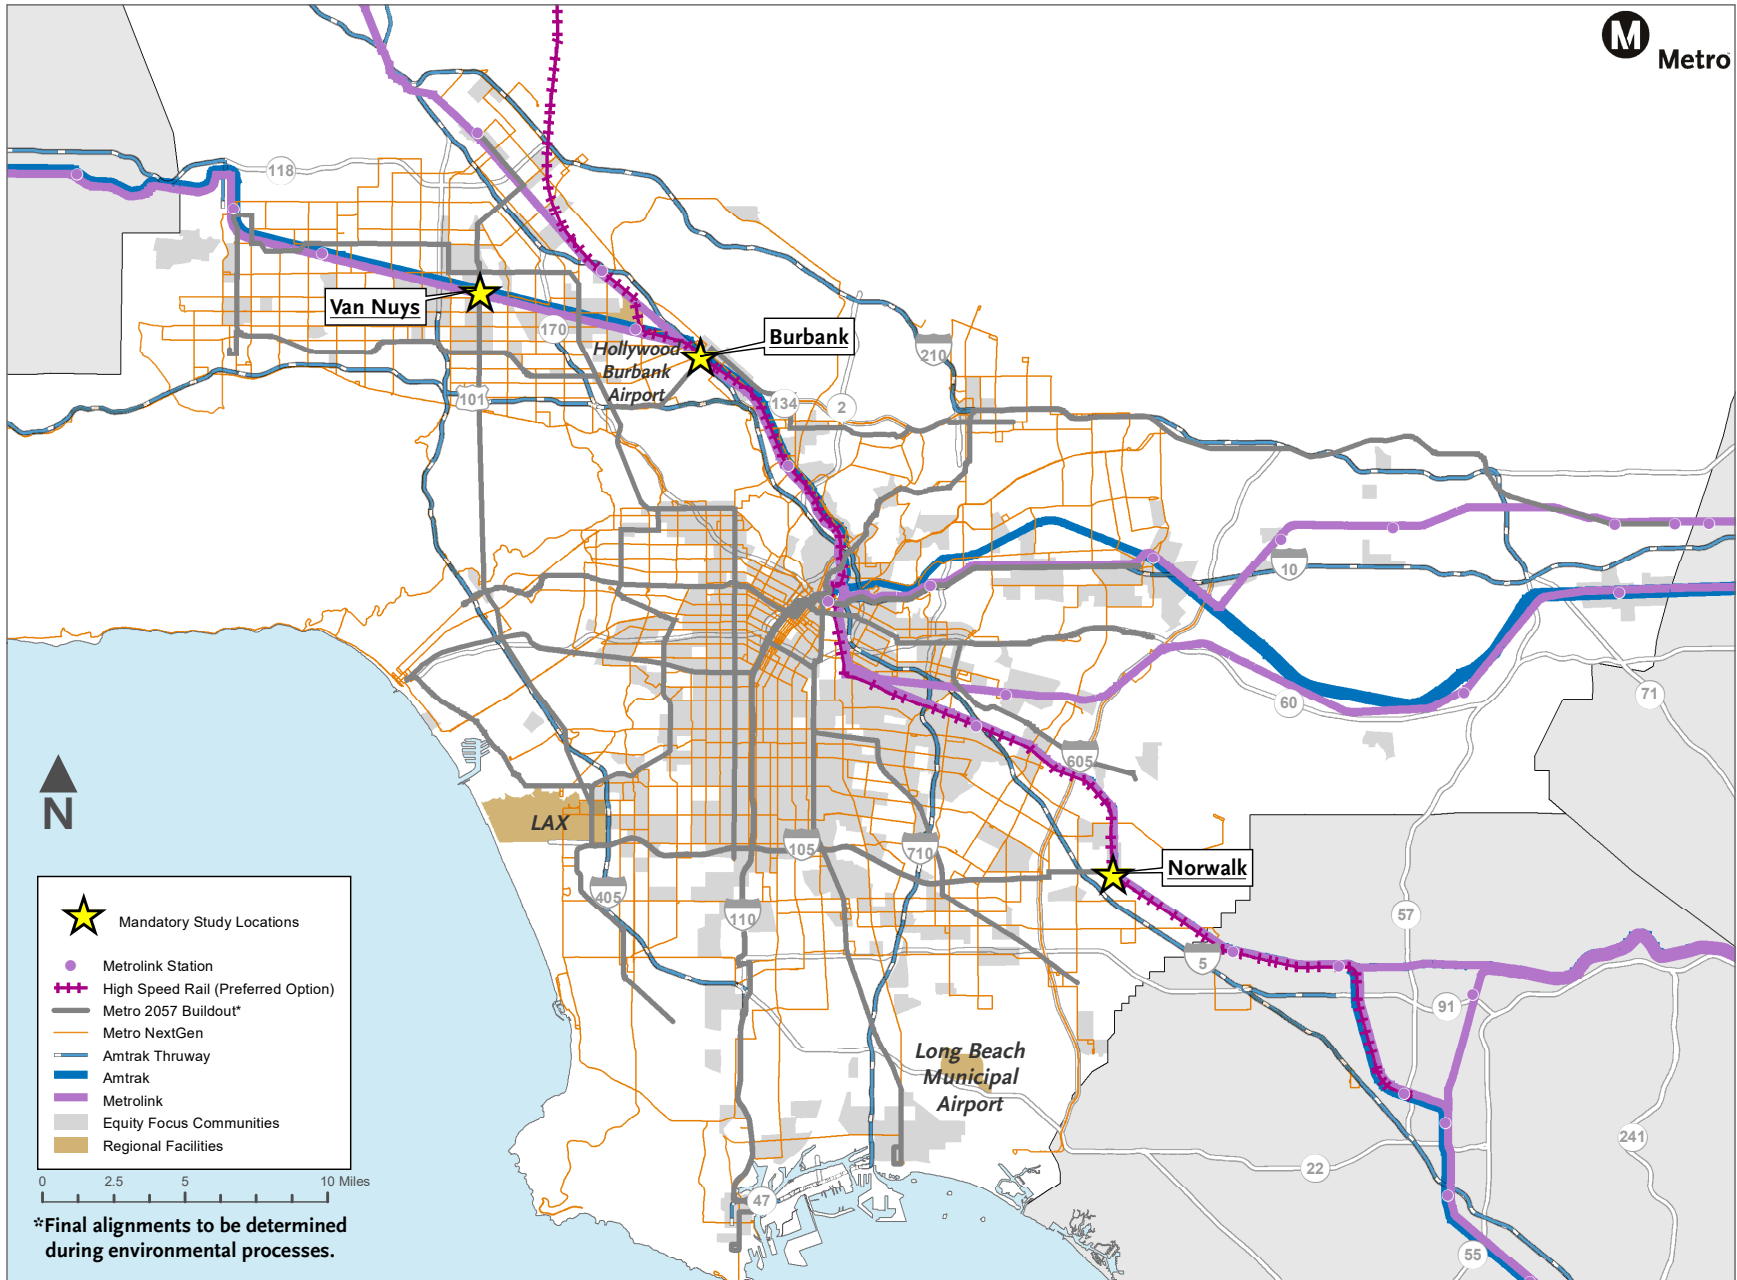 M
Metro
118
Van Nuys
170
Hollywood
Burbank
Airport
Burbank
210
101
134
2
10
60
71
605
LAX
105
710
Norwalk
405
110
57
5
91
Long Beach
Municipal
Airport
241
22
47
55
N
Mandatory Study Locations
Metrolink Station
High Speed Rail (Preferred Option)
Metro 2057 Buildout*
Metro NextGen
Amtrak Thruway
Amtrak
Metrolink
Equity Focus Communities
Regional Facilities
0 2.5 5 10 Miles
*Final alignments to be determined
during environmental processes.